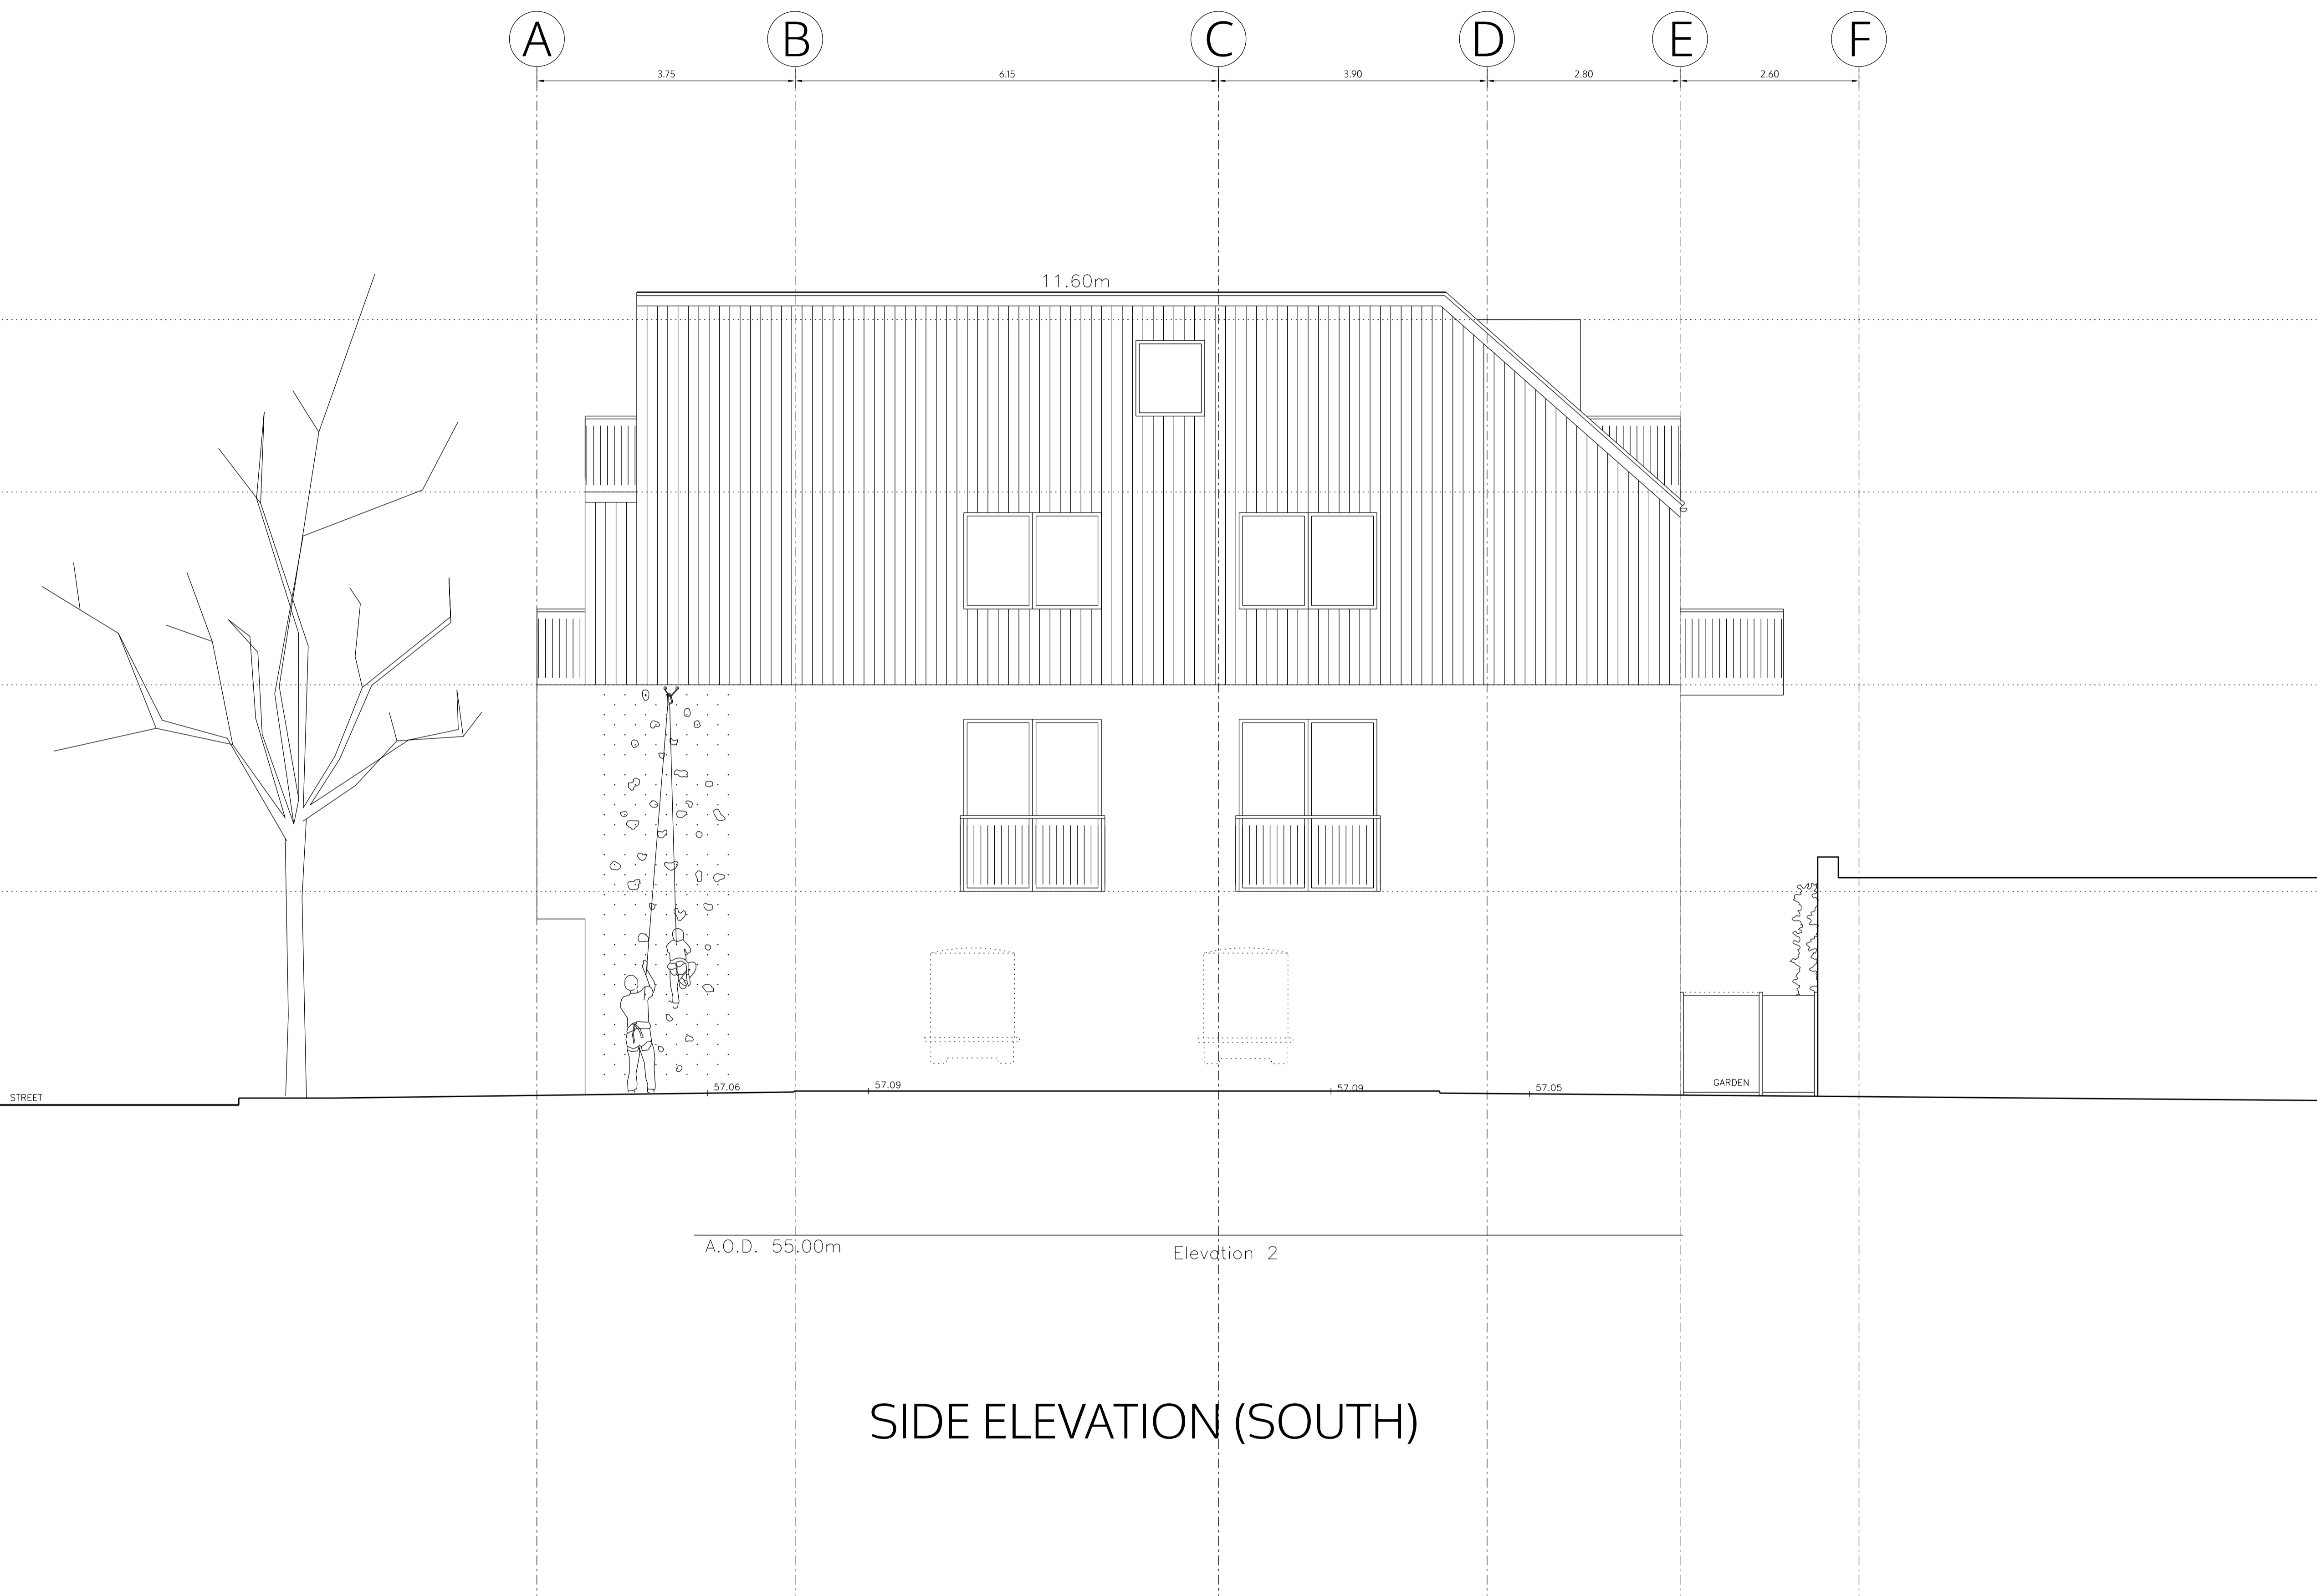 A B C D E F
3.75 6.15 3.90 2.80 2.60
11.60m
57.06 57.09 57.09 57.05
GARDEN
STREET
A.O.D. 55.00m
Elevation 2
SIDE ELEVATION (SOUTH)